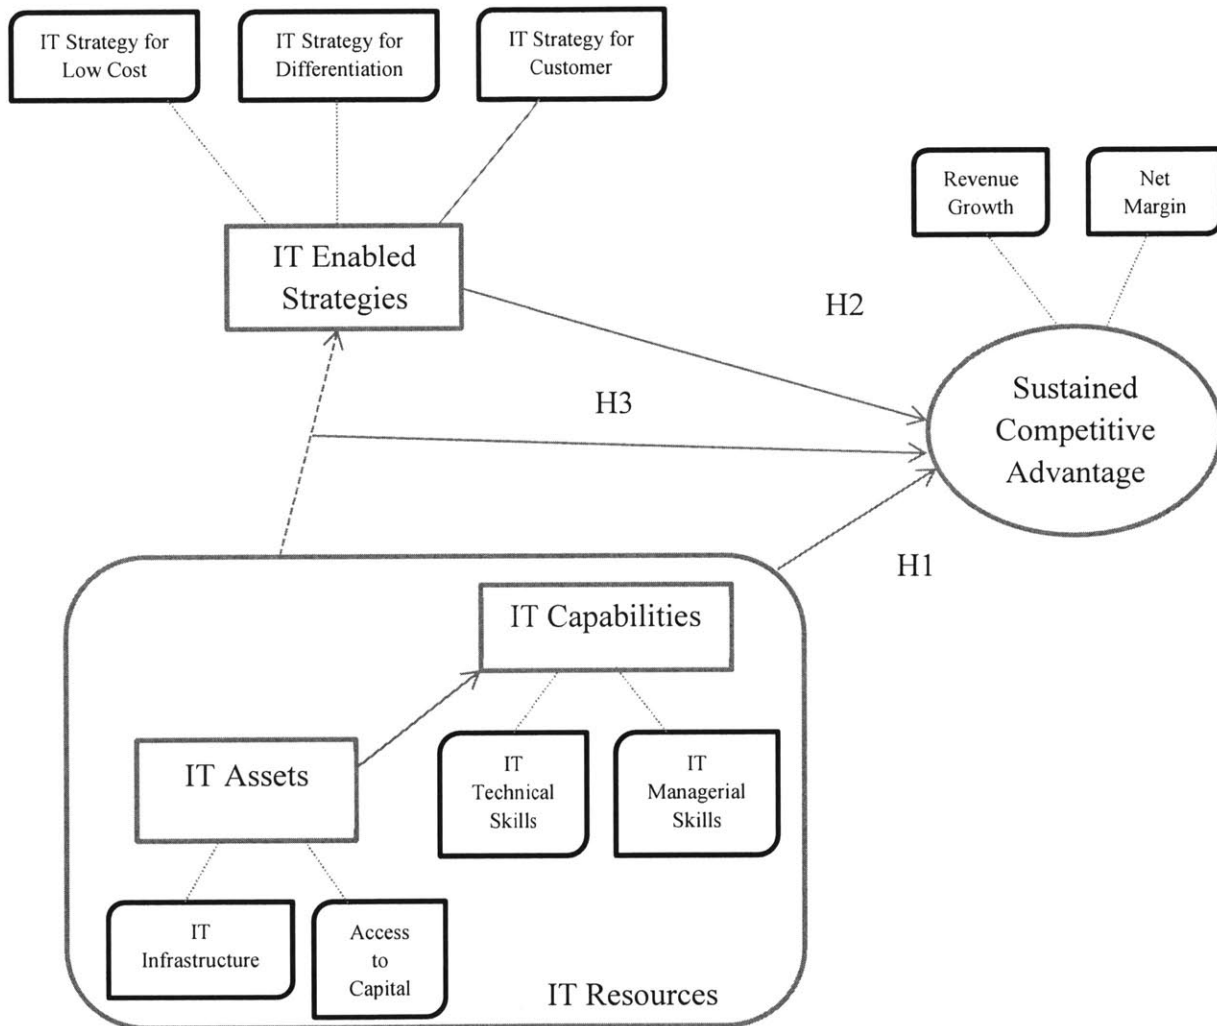 IT Strategy for
Low Cost
IT Strategy for
Differentiation
IT Strategy for
Customer
Revenue
Growth
Net
Margin
IT Enabled
Strategies
H2
H3
Sustained
Competitive
Advantage
H1
IT Capabilities
IT Assets
IT
Technical
Skills
IT
Managerial
Skills
IT
Infrastructure
Access
to
Capital
IT Resources